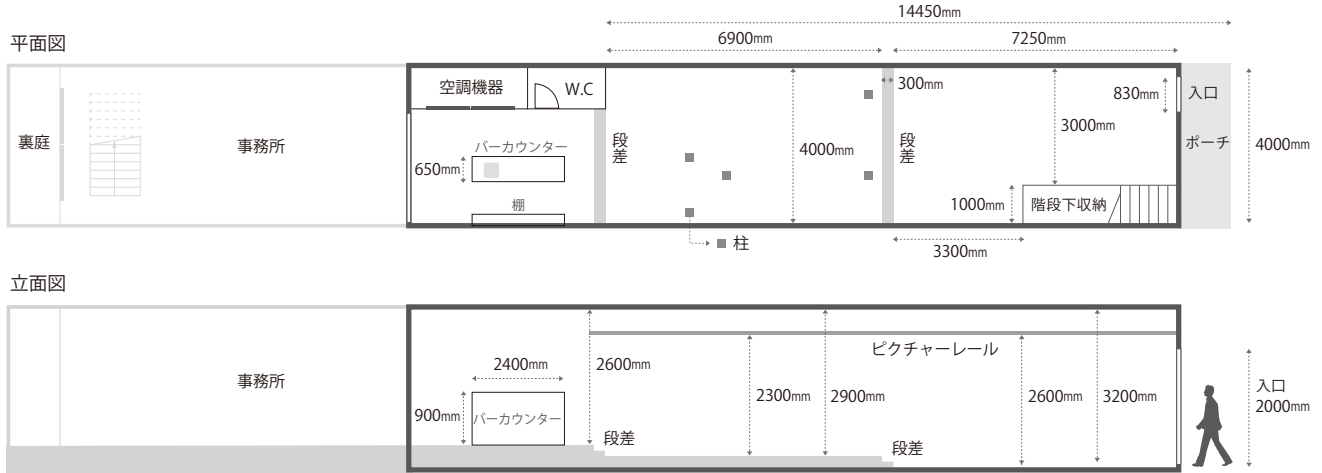 14450mm
平面図
6900mm
7250mm
空調機器
W.C
300mm
830mm
入口
3000mm
裏庭
事務所
バーカウンター
段差
4000mm
段差
ポーチ
4000mm
650mm
棚
1000mm
階段下収納
柱
3300mm
立面図
ピクチャーレール
2400mm
2600mm
事務所
2300mm
2900mm
2600mm
3200mm
入口
2000mm
900mm
バーカウンター
段差
段差